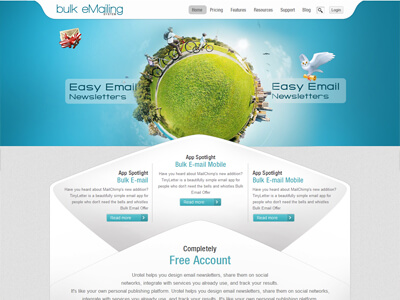 bulk eMailing
Home Pricing Features Resources Support Blog Login
Easy Email
Newsletters
Easy Email
Newsletters
App Spotlight
Bulk E-mail
Have you heard about MailChimp's new addition?
TinyLetter is a beautifully simple email app for
people who don't need the bells and whistles
Bulk Email Offer.
Read more
App Spotlight
Bulk E-mail Mobile
Have you heard about MailChimp's new addition?
TinyLetter is a beautifully simple email app for
people who don't need the bells and whistles
Bulk Email Offer.
Read more
App Spotlight
Bulk E-mail Mobile
Have you heard about MailChimp's new addition?
TinyLetter is a beautifully simple email app for
people who don't need the bells and whistles
Bulk Email Offer.
Read more
Completely
Free Account
Urotel helps you design email newsletters, share them on social
networks, integrate with services you already use, and track your results.
It's like your own personal publishing platform. Urotel helps you design email newsletters, share them on social networks,
integrate with services you already use, and track your results. It's like your own personal publishing platform.